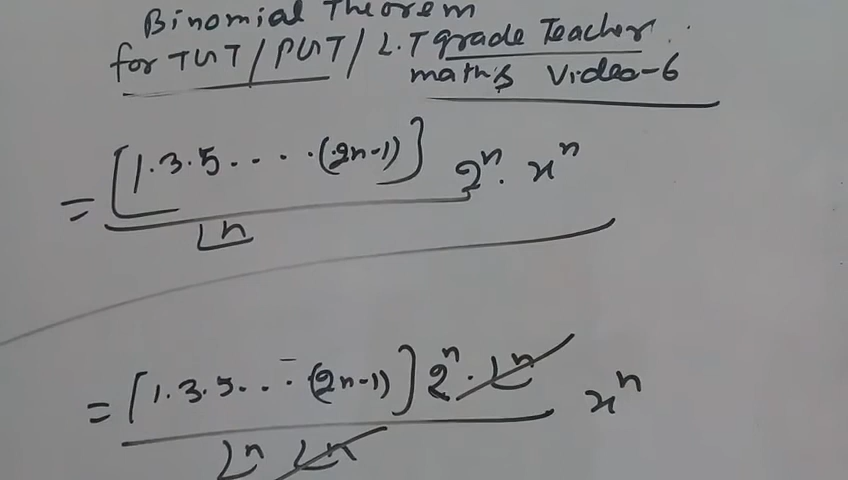 Binomial Theorem
for TGT / PGT / L.T grade Teacher
maths Video-6
= [1.3.5.....(2n-1)] 2ⁿ. xⁿ
⌊n
= [1.3.5...-(2n-1)] 2ⁿ. ⌊n xⁿ
⌊n ⌊n